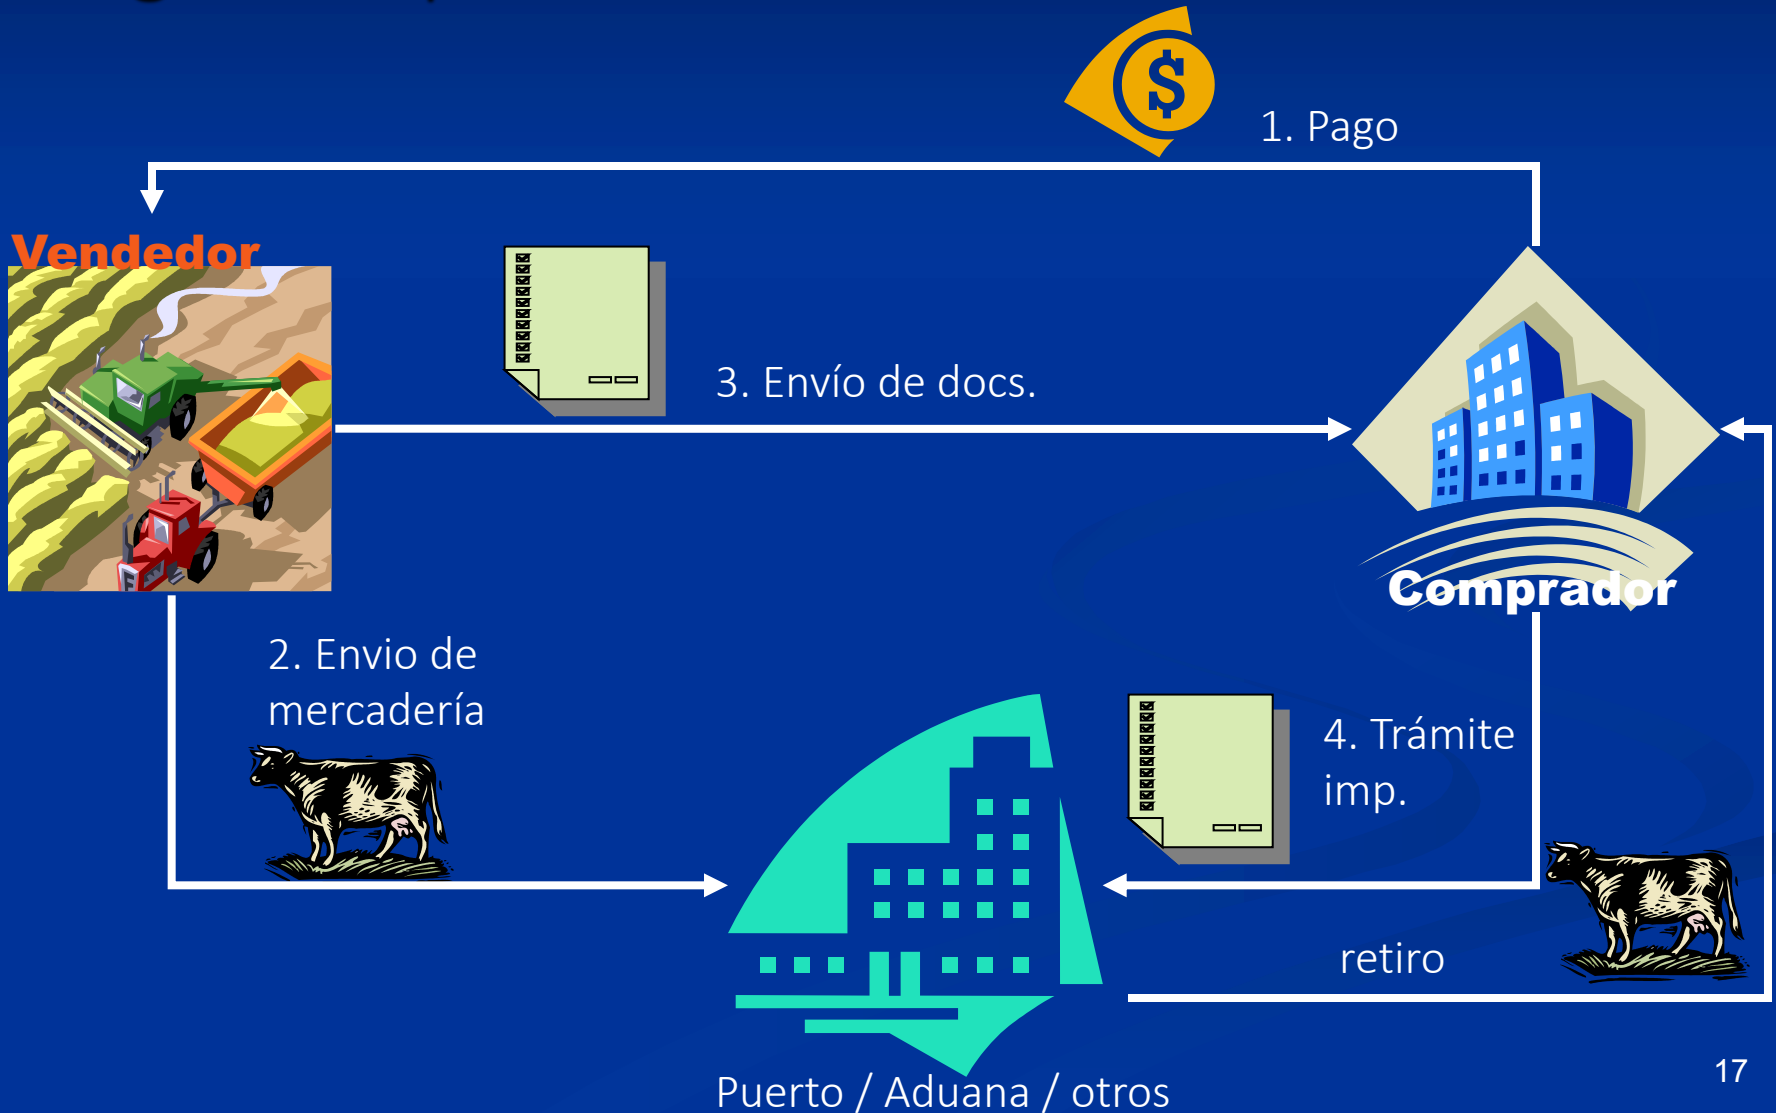 1. Pago
Vendedor
3. Envío de docs.
Comprador
2. Envio de
mercadería
4. Trámite
imp.
retiro
17
Puerto / Aduana / otros